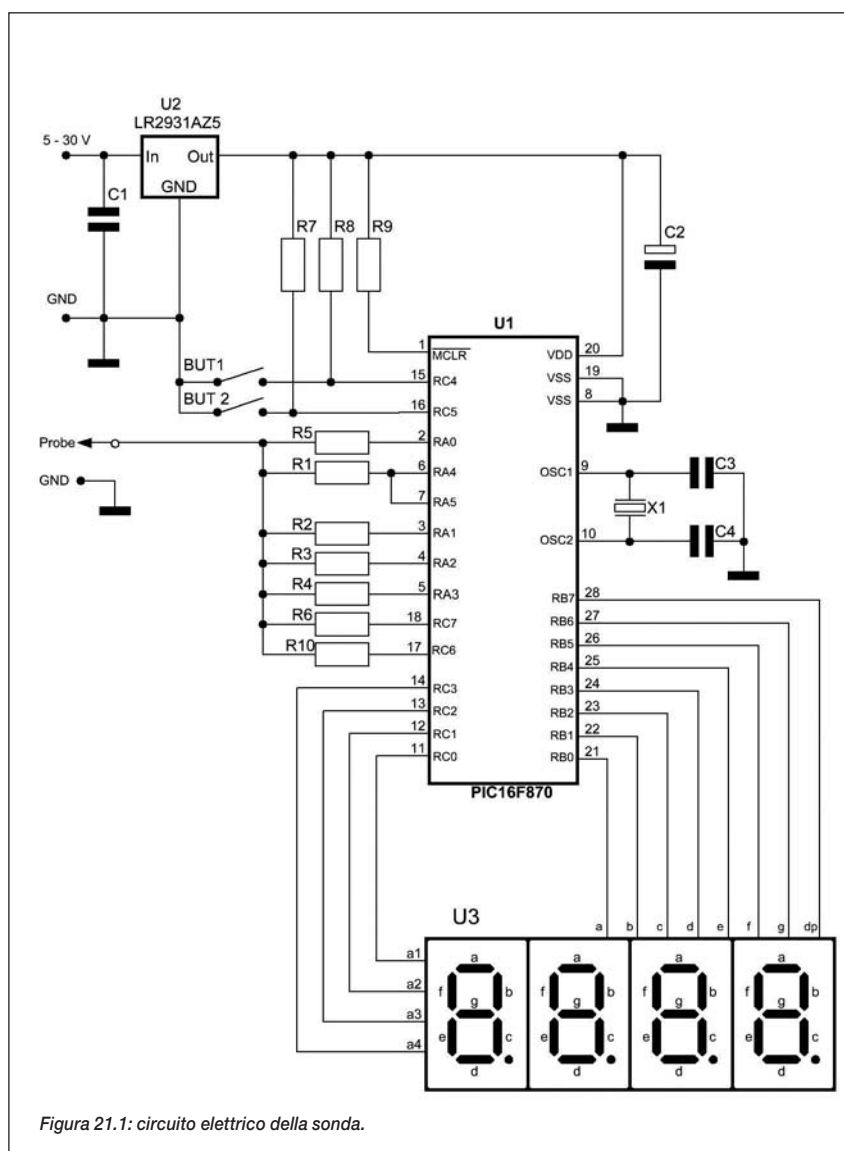 U2
LR2931AZ5
5 - 30 V
In Out
GND
C1
R7 R8 R9
C2
GND
U1
1 MCLR VDD 20
BUT1 15 RC4 VSS 19
BUT 2 16 RC5 VSS 8
Probe R5 2 RA0
R1 6 RA4 OSC1 9 C3
GND 7 RA5 X1
R2 3 RA1 OSC2 10 C4
R3 4 RA2
R4 5 RA3 RB7 28
R6 18 RC7 RB6 27
R10 17 RC6 RB5 26
RB4 25
14 RC3 RB3 24
13 RC2 RB2 23
12 RC1 RB1 22
11 RC0 RB0 21
PIC16F870
U3
a b c d e f g dp
a1 a a a a
a2 f b f b f b f b
g g g g
a3
e c e c e c e c
a4
d d d d
Figura 21.1: circuito elettrico della sonda.